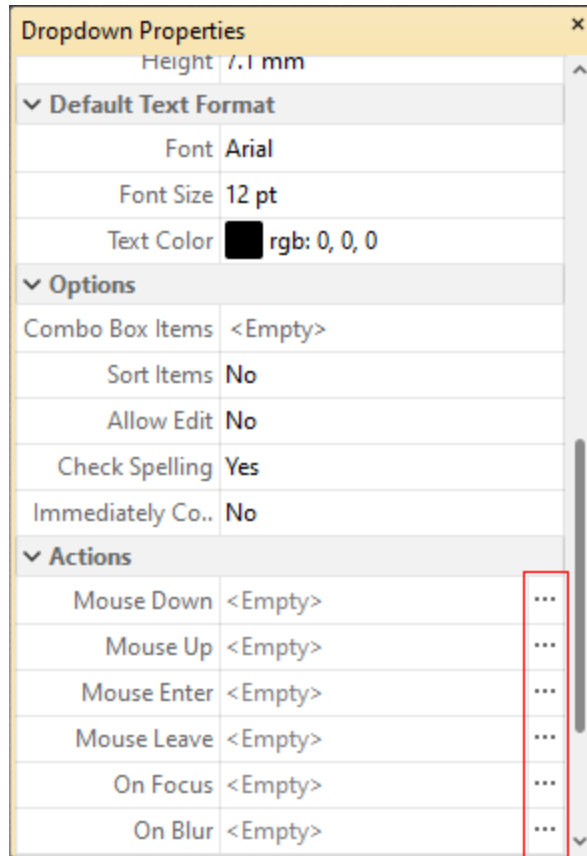 Dropdown Properties ×
Height 7.1 mm
Default Text Format
Font Arial
Font Size 12 pt
Text Color rgb: 0, 0, 0
Options
Combo Box Items <Empty>
Sort Items No
Allow Edit No
Check Spelling Yes
Immediately Co.. No
Actions
Mouse Down <Empty> ...
Mouse Up <Empty> ...
Mouse Enter <Empty> ...
Mouse Leave <Empty> ...
On Focus <Empty> ...
On Blur <Empty> ...